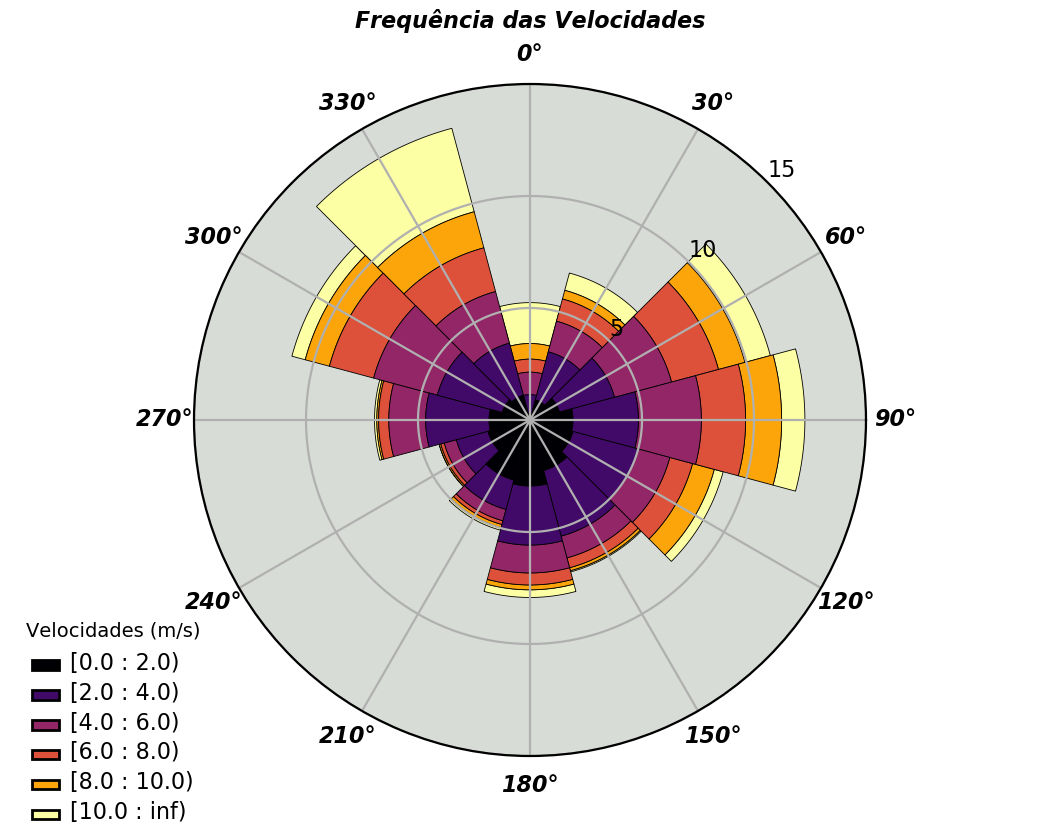 Frequência das Velocidades
0°
330°
30°
15
300°
60°
10
5
270°
90°
240°
120°
210°
150°
180°
Velocidades (m/s)
[0.0 : 2.0)
[2.0 : 4.0)
[4.0 : 6.0)
[6.0 : 8.0)
[8.0 : 10.0)
[10.0 : inf)